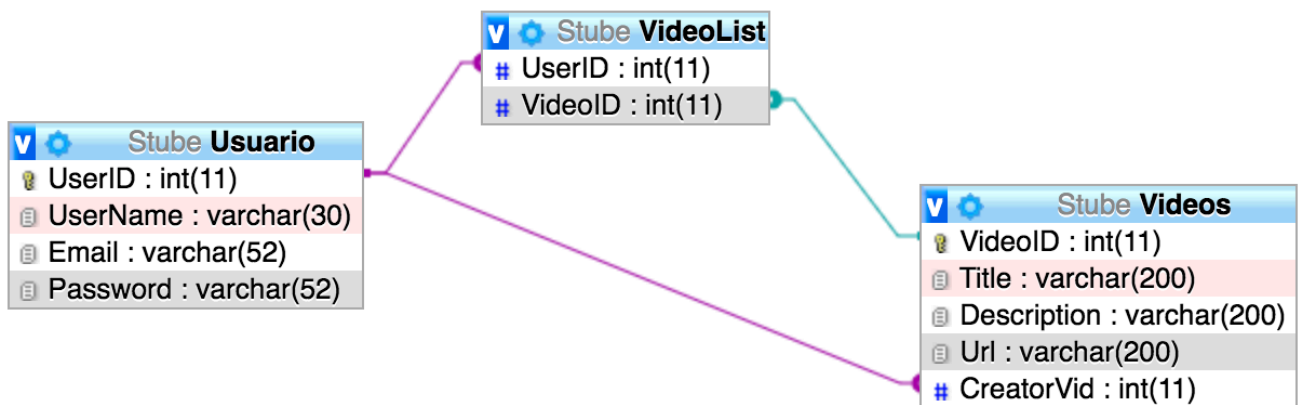 V Stube VideoList
# UserID : int(11)
# VideoID : int(11)
V Stube Usuario
UserID : int(11)
UserName : varchar(30)
Email : varchar(52)
Password : varchar(52)
V Stube Videos
VideoID : int(11)
Title : varchar(200)
Description : varchar(200)
Url : varchar(200)
# CreatorVid : int(11)